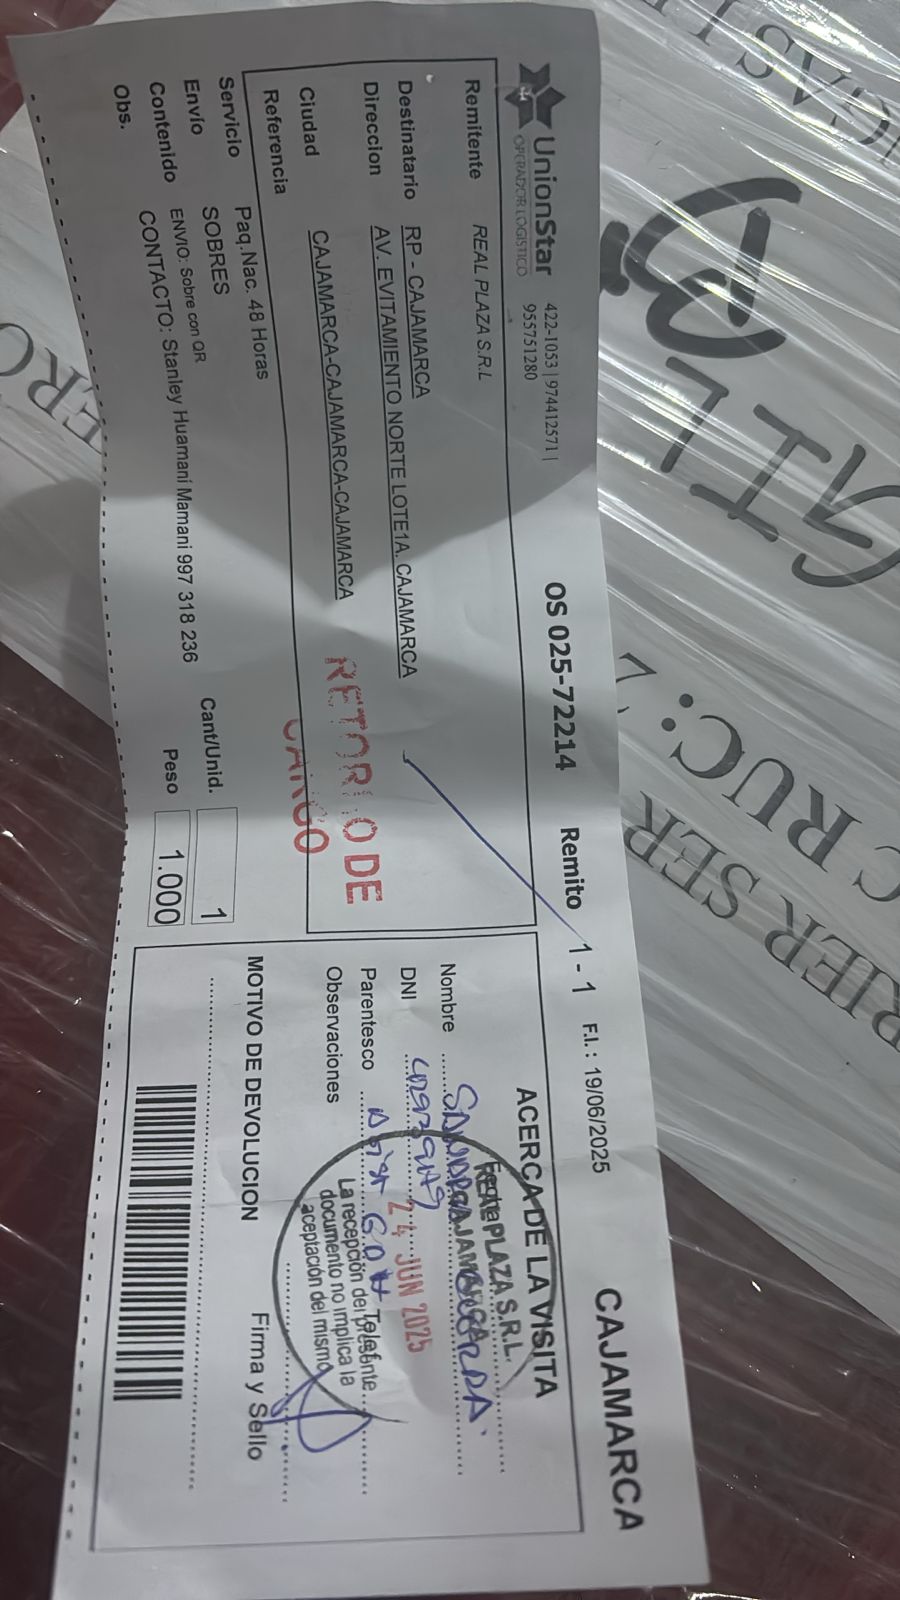 UnionStar
OPERADOR LOGISTICO
422-1053 | 974412571 |
955751280
OS 025-72214
Remito 1 - 1
F.I. : 19/06/2025
CAJAMARCA
Remitente REAL PLAZA S.R.L
Destinatario RP - CAJAMARCA
Direccion AV. EVITAMIENTO NORTE LOTE1A. CAJAMARCA
Ciudad CAJAMARCA-CAJAMARCA-CAJAMARCA
Referencia
RETORNO DE
CARGO
Servicio Paq.Nac. 48 Horas
Envío SOBRES
Cant/Unid. 1
Contenido ENVIO: Sobre con QR
Peso 1.000
Obs. CONTACTO: Stanley Huamaní Mamani 997 318 236
ACERCA DE LA VISITA
Fecha
REAL PLAZA S.R.L.
CAJAMARCA
Nombre
DNI
24 JUN 2025
Parentesco
Telef.
Observaciones
La recepción del presente
documento no implica la
aceptación del mismo
MOTIVO DE DEVOLUCION
Firma y Sello
RUC: